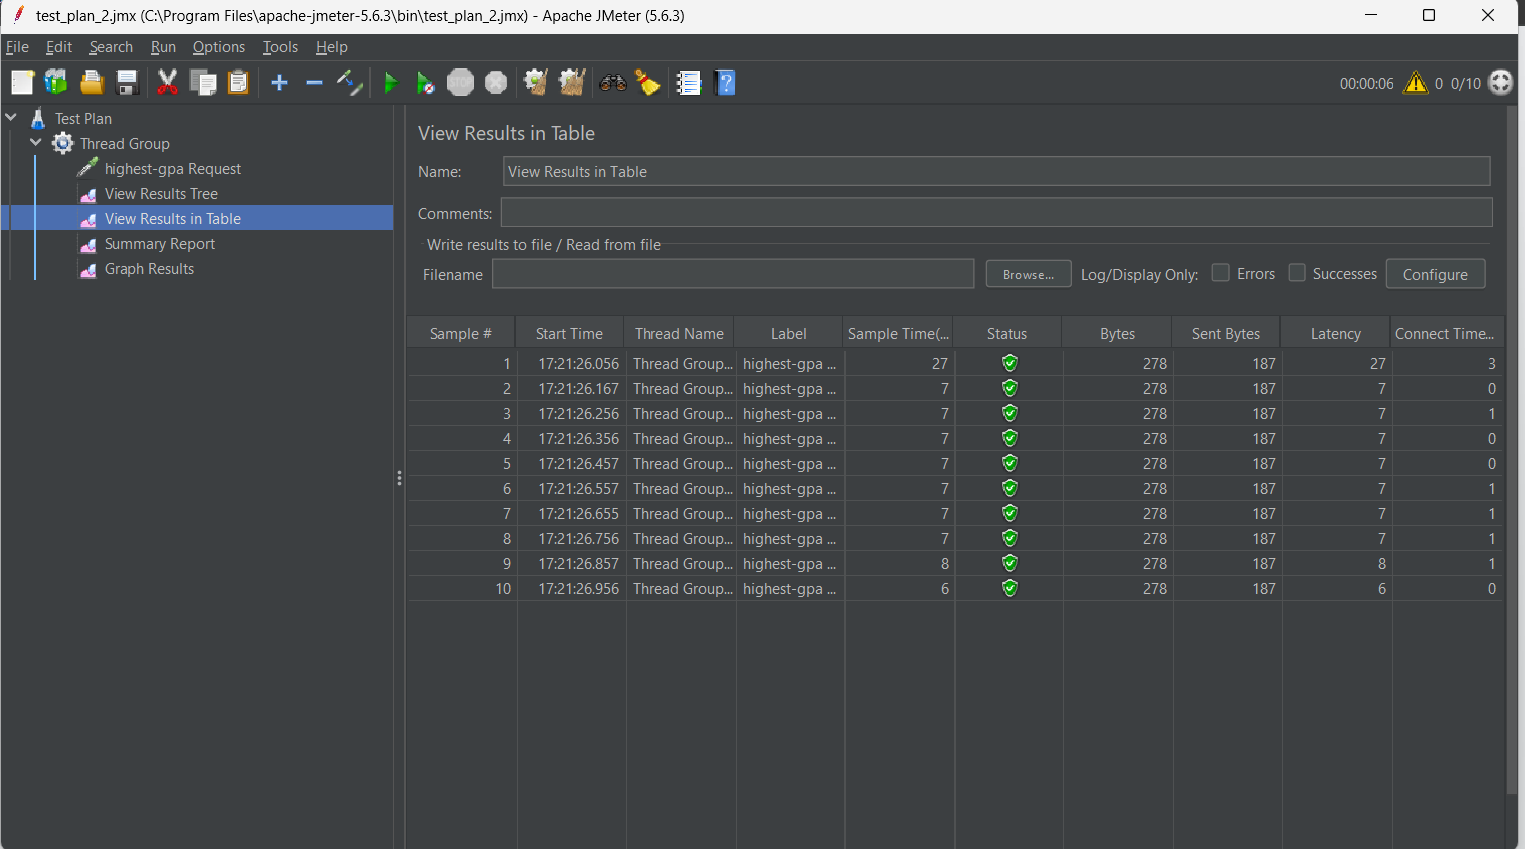 test_plan_2.jmx (C:\Program Files\apache-jmeter-5.6.3\bin\test_plan_2.jmx) - Apache JMeter (5.6.3)
File Edit Search Run Options Tools Help
STOP 00:00:06 0 0/10
Test Plan
Thread Group
highest-gpa Request
View Results Tree
View Results in Table
Summary Report
Graph Results
View Results in Table
Name: View Results in Table
Comments:
Write results to file / Read from file
Filename Browse... Log/Display Only: Errors Successes Configure
Sample # Start Time Thread Name Label Sample Time(... Status Bytes Sent Bytes Latency Connect Time...
1 17:21:26.056 Thread Group... highest-gpa ... 27 278 187 27 3
2 17:21:26.167 Thread Group... highest-gpa ... 7 278 187 7 0
3 17:21:26.256 Thread Group... highest-gpa ... 7 278 187 7 1
4 17:21:26.356 Thread Group... highest-gpa ... 7 278 187 7 0
5 17:21:26.457 Thread Group... highest-gpa ... 7 278 187 7 0
6 17:21:26.557 Thread Group... highest-gpa ... 7 278 187 7 1
7 17:21:26.655 Thread Group... highest-gpa ... 7 278 187 7 1
8 17:21:26.756 Thread Group... highest-gpa ... 7 278 187 7 1
9 17:21:26.857 Thread Group... highest-gpa ... 8 278 187 8 1
10 17:21:26.956 Thread Group... highest-gpa ... 6 278 187 6 0